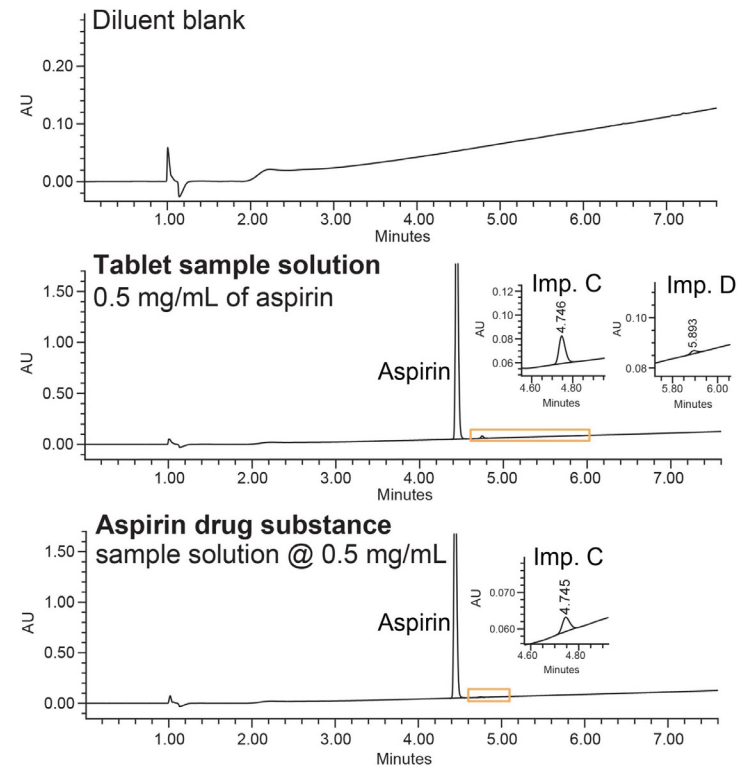 Diluent blank
0.20
0.10
0.00
AU
1.00 2.00 3.00 4.00 5.00 6.00 7.00
Minutes
Tablet sample solution
0.5 mg/mL of aspirin
1.50
1.00
0.50
0.00
AU
Aspirin
1.00 2.00 3.00 4.00 5.00 6.00 7.00
Minutes
Imp. C
0.12
0.10
0.08
0.06
AU
4.746
4.60 4.80
Minutes
Imp. D
0.10
0.08
AU
5.893
5.80 6.00
Minutes
Aspirin drug substance
sample solution @ 0.5 mg/mL
1.50
1.00
0.50
0.00
AU
Aspirin
1.00 2.00 3.00 4.00 5.00 6.00 7.00
Minutes
Imp. C
0.070
0.060
AU
4.745
4.60 4.80
Minutes